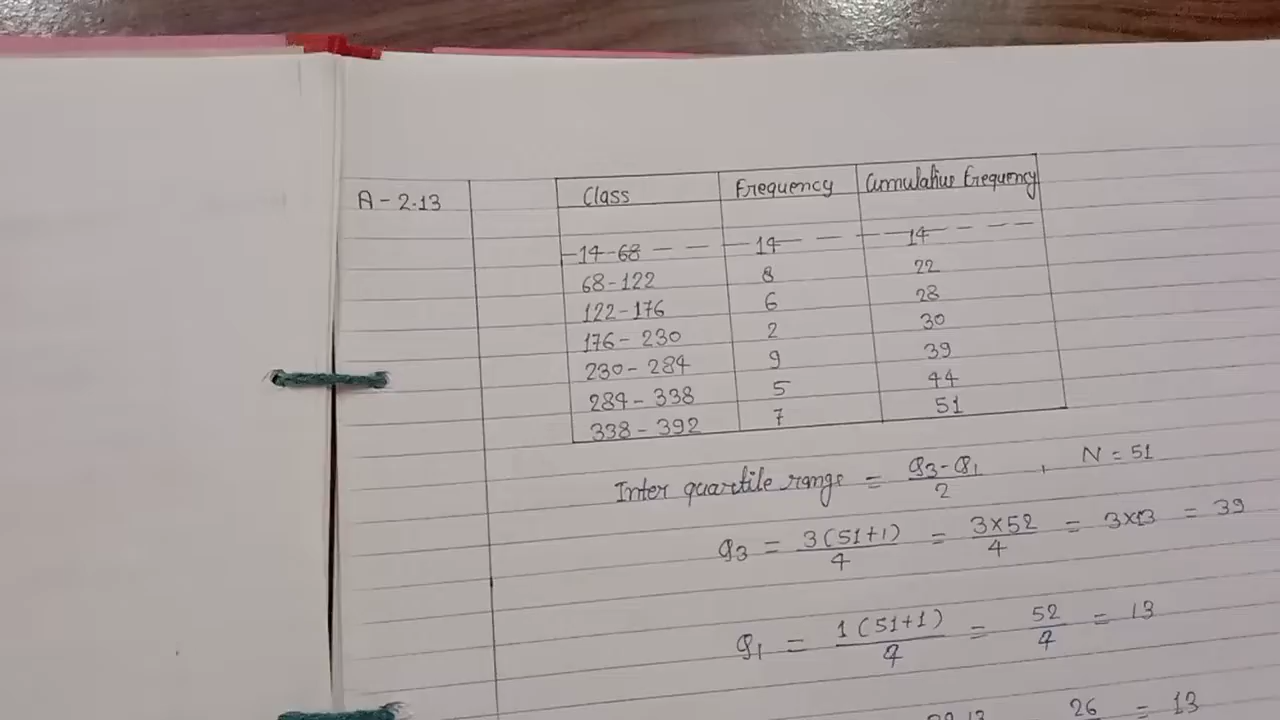 A - 2.13
Class Frequency Cumulative Frequency
14-68 14 14
68-122 8 22
122-176 6 28
176-230 2 30
230-284 9 39
284-338 5 44
338-392 7 51
Inter quartile range = Q3-Q1/2 , N = 51
Q3 = 3(51+1)/4 = 3×52/4 = 3×13 = 39
Q1 = 1(51+1)/4 = 52/4 = 13
26 = 13